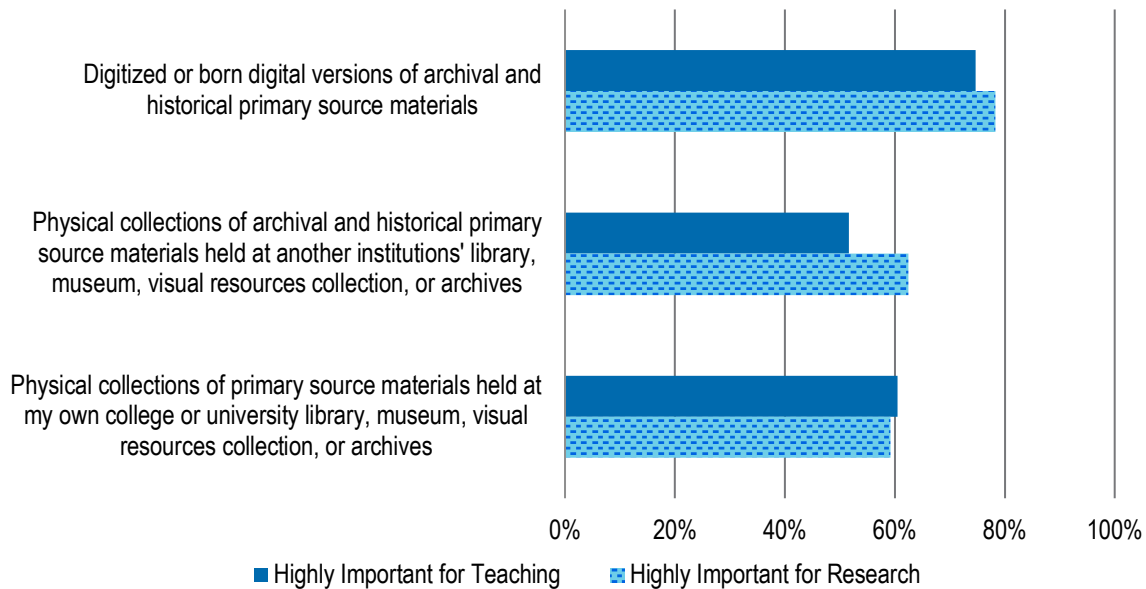 Digitized or born digital versions of archival and
historical primary source materials
Physical collections of archival and historical primary
source materials held at another institutions' library,
museum, visual resources collection, or archives
Physical collections of primary source materials held at
my own college or university library, museum, visual
resources collection, or archives
0% 20% 40% 60% 80% 100%
Highly Important for Teaching Highly Important for Research